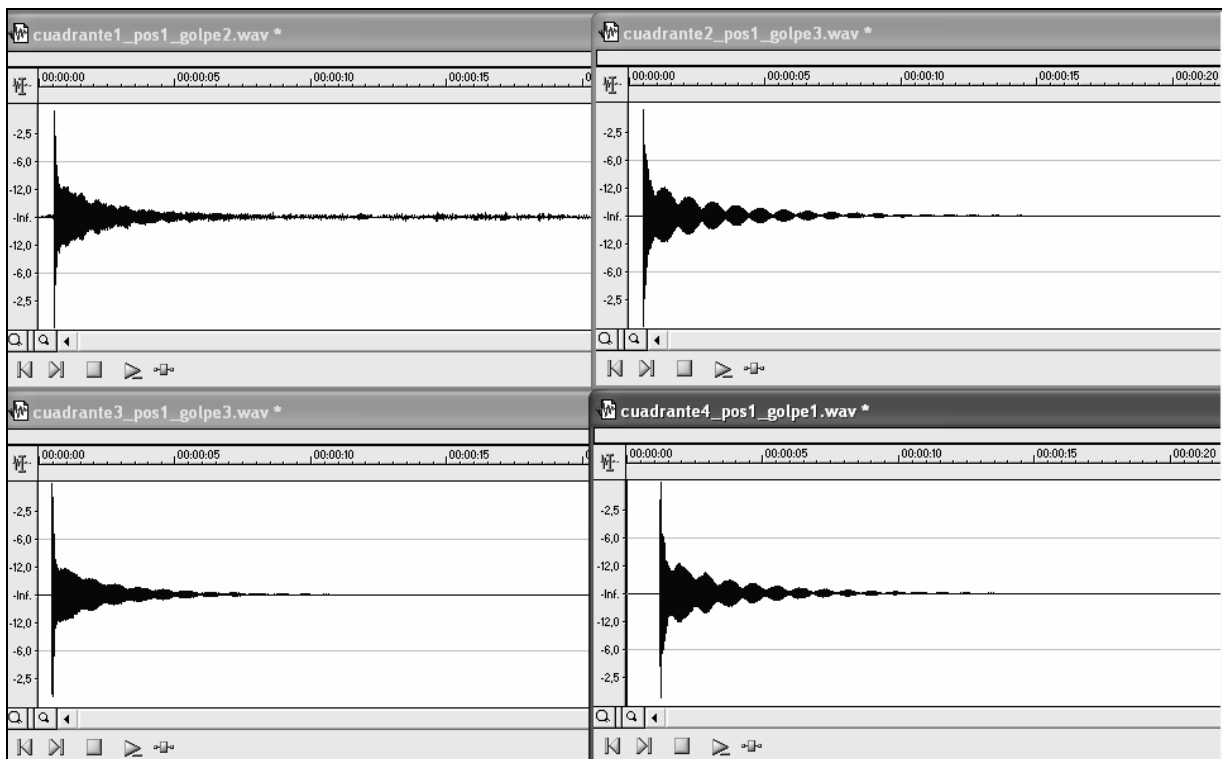 cuadrante1_pos1_golpe2.wav *
00:00:00 00:00:05 00:00:10 00:00:15 0
-2,5
-6,0
-12,0
-Inf.
-12,0
-6,0
-2,5
cuadrante2_pos1_golpe3.wav *
00:00:00 00:00:05 00:00:10 00:00:15 00:00:20
-2,5
-6,0
-12,0
-Inf.
-12,0
-6,0
-2,5
cuadrante3_pos1_golpe3.wav *
00:00:00 00:00:05 00:00:10 00:00:15 0
-2,5
-6,0
-12,0
-Inf.
-12,0
-6,0
-2,5
cuadrante4_pos1_golpe1.wav *
00:00:00 00:00:05 00:00:10 00:00:15 00:00:20
-2,5
-6,0
-12,0
-Inf.
-12,0
-6,0
-2,5